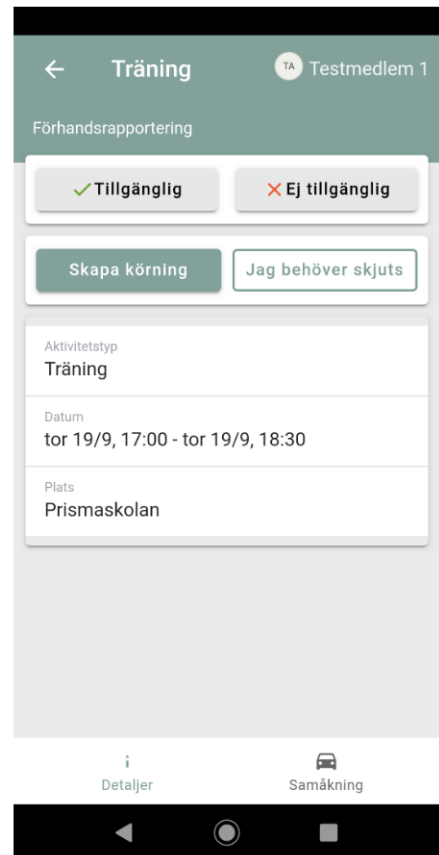 Träning
TA Testmedlem 1
Förhandsrapportering
Tillgänglig
Ej tillgänglig
Skapa körning
Jag behöver skjuts
Aktivitetstyp
Träning
Datum
tor 19/9, 17:00 - tor 19/9, 18:30
Plats
Prismaskolan
Detaljer
Samåkning